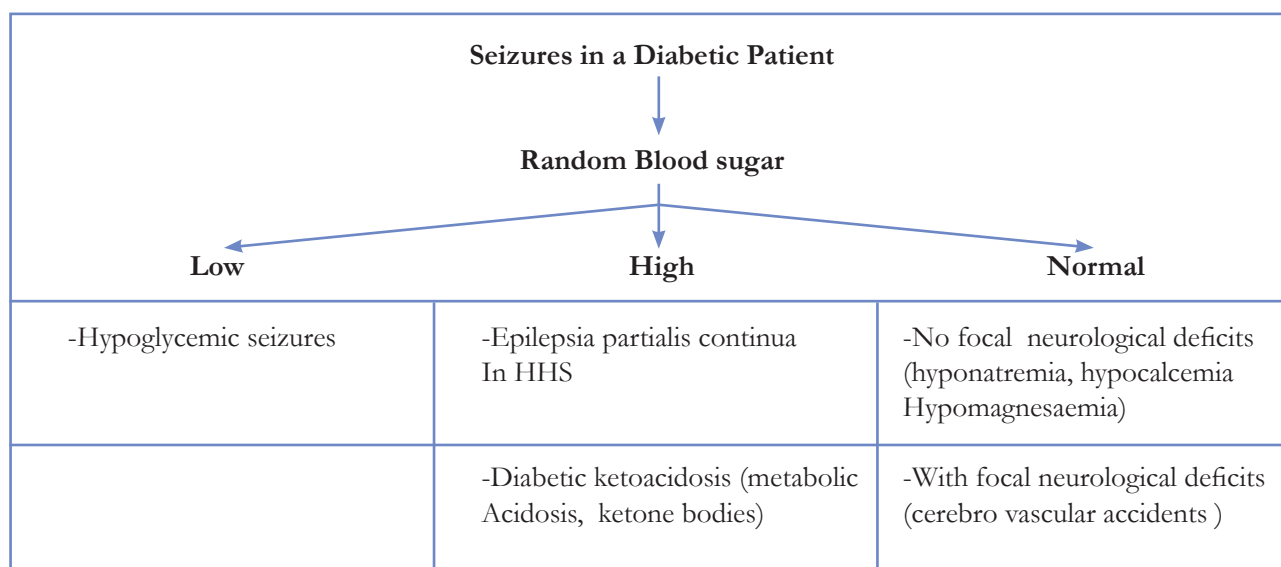 Seizures in a Diabetic Patient
Random Blood sugar
Low
High
Normal
-Hypoglycemic seizures
-Epilepsia partialis continua
In HHS
-No focal neurological deficits
(hyponatremia, hypocalcemia
Hypomagnesaemia)
-Diabetic ketoacidosis (metabolic
Acidosis, ketone bodies)
-With focal neurological deficits
(cerebro vascular accidents )